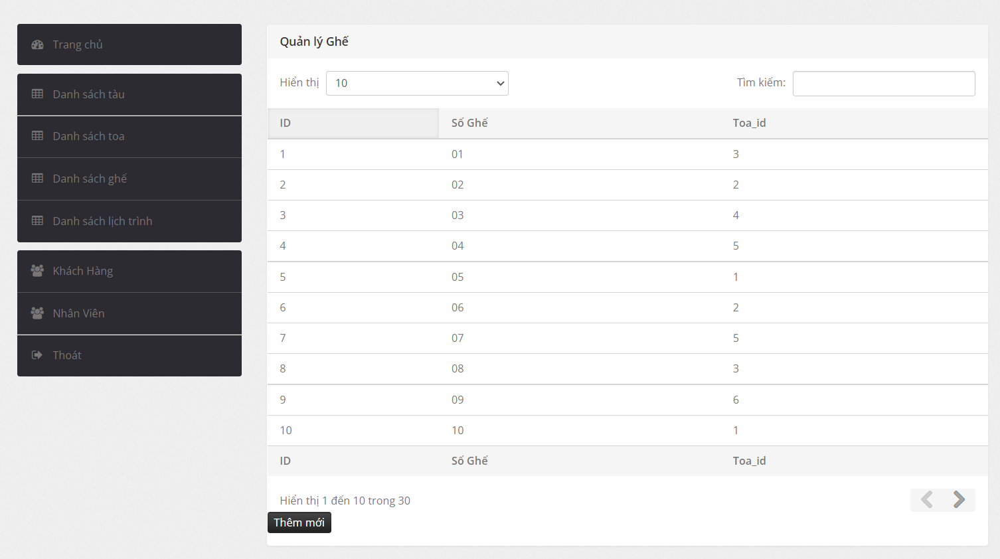 Trang chủ
Danh sách tàu
Danh sách toa
Danh sách ghế
Danh sách lịch trình
Khách Hàng
Nhân Viên
Thoát
Quản lý Ghế
Hiển thị 10 Tìm kiếm:
ID Số Ghế Toa_id
1 01 3
2 02 2
3 03 4
4 04 5
5 05 1
6 06 2
7 07 5
8 08 3
9 09 6
10 10 1
ID Số Ghế Toa_id
Hiển thị 1 đến 10 trong 30
Thêm mới